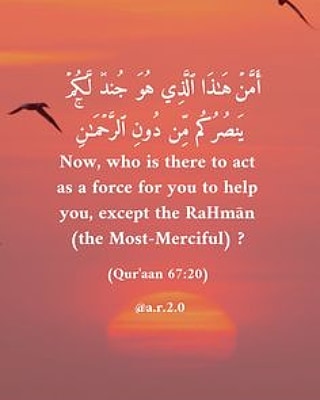 أَمَّنۡ هَـٰذَا ٱلَّذِي هُوَ جُندٞ لَّكُمۡ
يَنصُرُكُم مِّن دُونِ ٱلرَّحۡمَـٰنِۚ
Now, who is there to act
as a force for you to help
you, except the RaHmān
(the Most-Merciful) ?
(Qur'aan 67:20)
@a.r.2.0